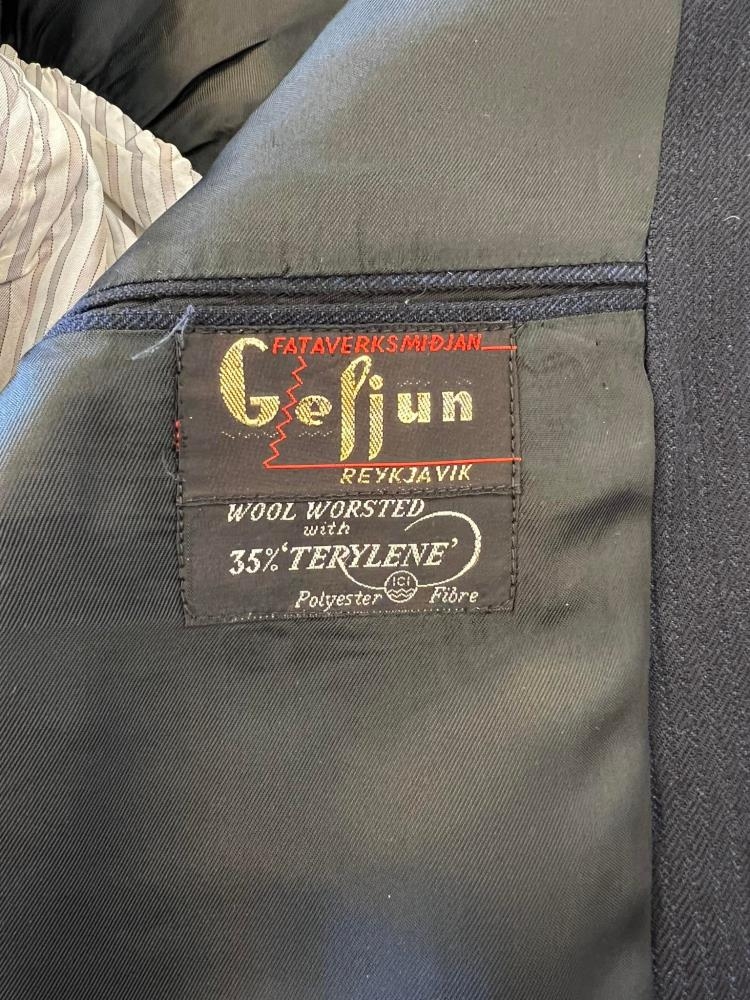 FATAVERKSMIÐJAN
Gefjun
REYKJAVIK
WOOL WORSTED
with
35% 'TERYLENE'
ICI
Polyester Fibre